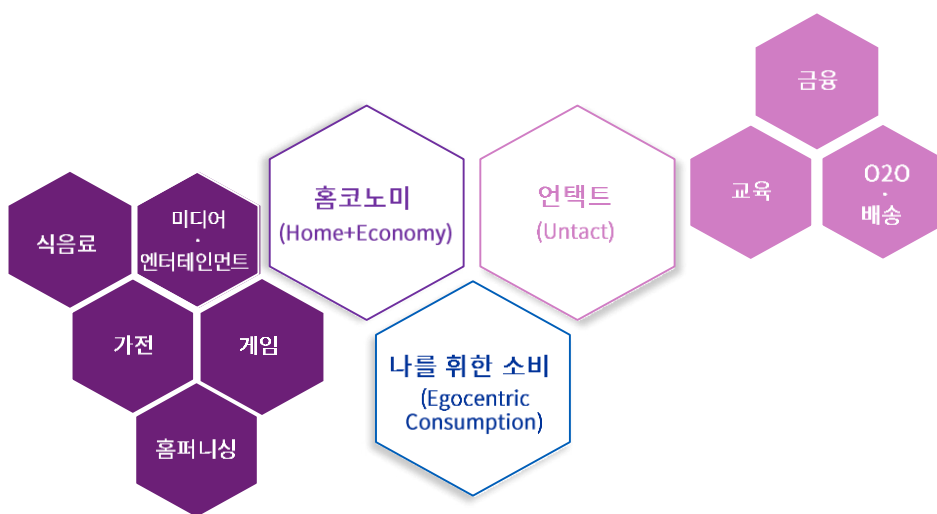 홈코노미
(Home+Economy)
언택트
(Untact)
나를 휘한 소비
(Egocentric
Consumption)
식음료
미디어
·
엔터테인먼트
가전
게임
홈퍼니싱
금융
교육
O2O
·
배송